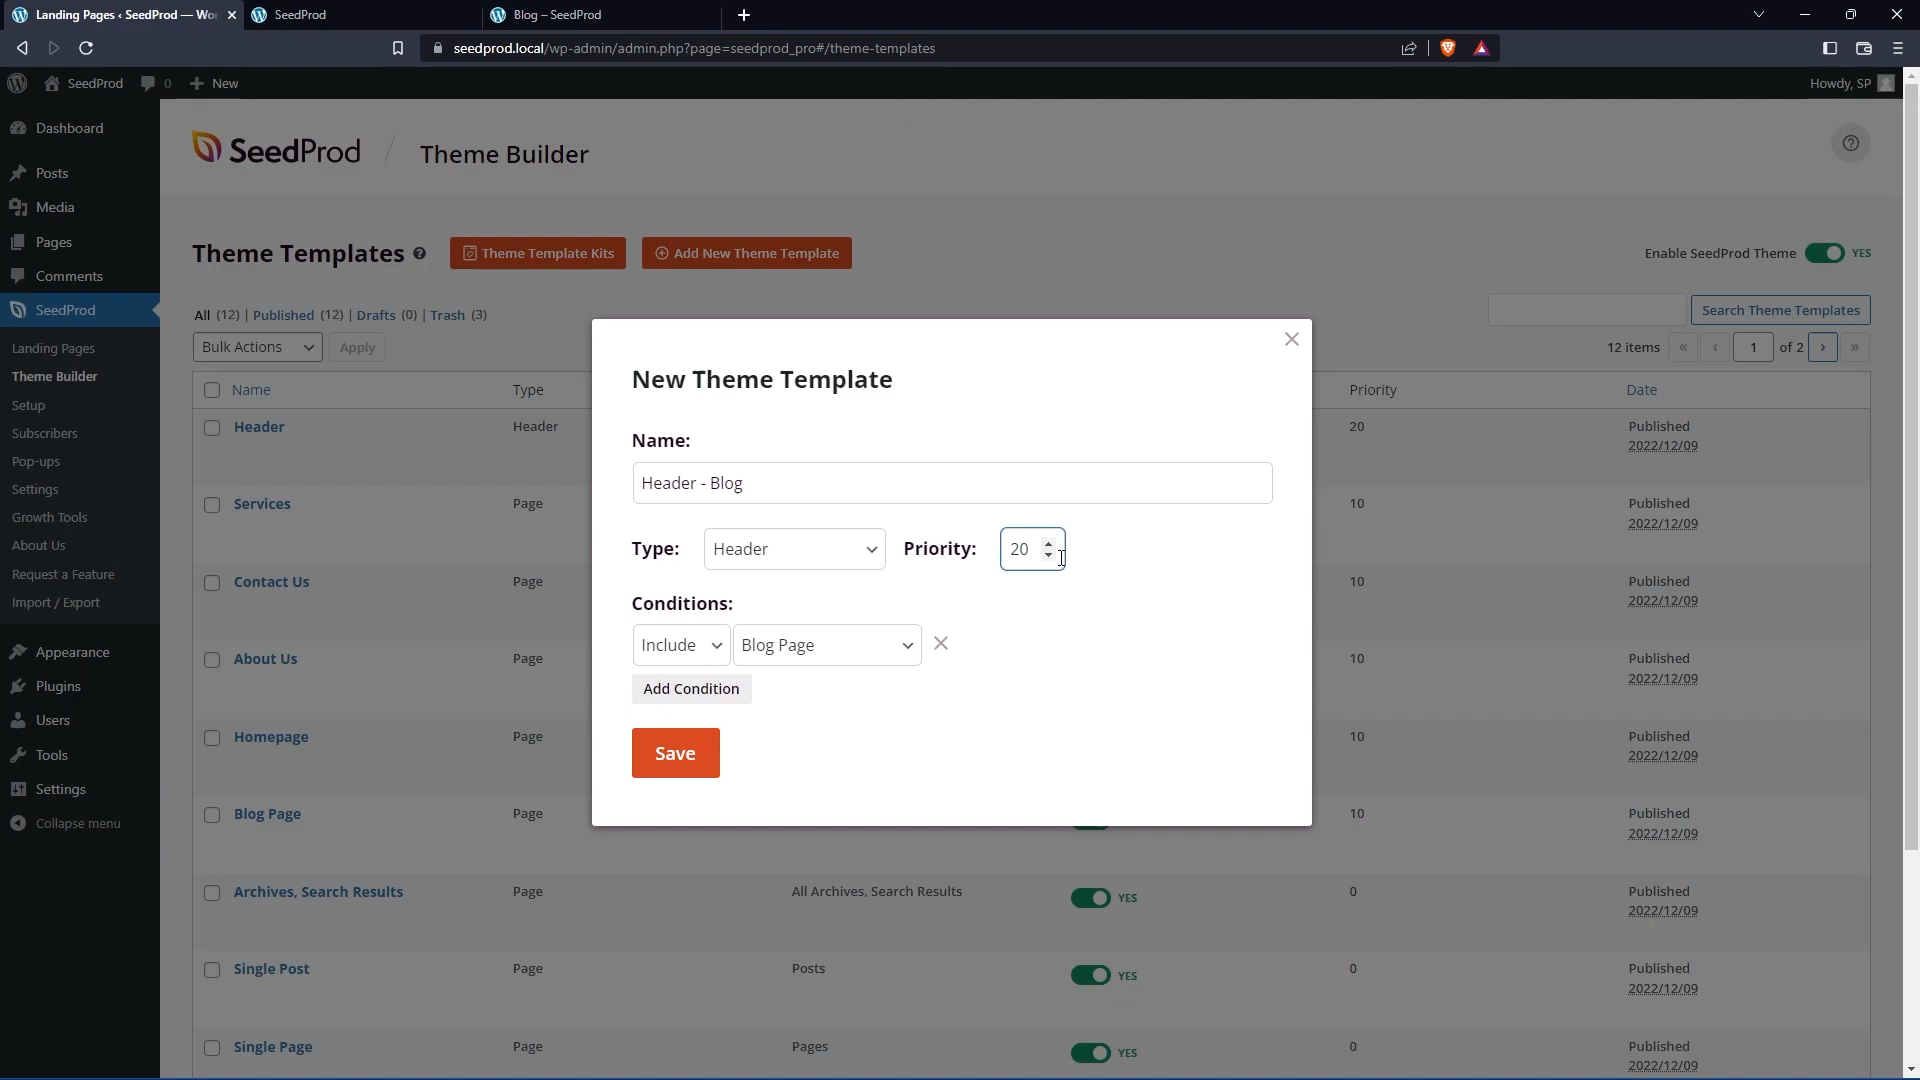 Landing Pages ‹ SeedProd — Wor
SeedProd
Blog – SeedProd
seedprod.local/wp-admin/admin.php?page=seedprod_pro#/theme-templates
SeedProd
0
New
Howdy, SP
Dashboard
Posts
Media
Pages
Comments
SeedProd
Landing Pages
Theme Builder
Setup
Subscribers
Pop-ups
Settings
Growth Tools
About Us
Request a Feature
Import / Export
Appearance
Plugins
Users
Tools
Settings
Collapse menu
SeedProd / Theme Builder
Theme Templates
Theme Template Kits
Add New Theme Template
Enable SeedProd Theme YES
All (12) | Published (12) | Drafts (0) | Trash (3)
Search Theme Templates
Bulk Actions
Apply
12 items « ‹ 1 of 2 › »
Name Type Priority Date
Header Header 20 Published
2022/12/09
Services Page 10 Published
2022/12/09
Contact Us Page 10 Published
2022/12/09
About Us Page 10 Published
2022/12/09
Homepage Page 10 Published
2022/12/09
Blog Page Page 10 Published
2022/12/09
Archives, Search Results Page All Archives, Search Results YES 0 Published
2022/12/09
Single Post Page Posts YES 0 Published
2022/12/09
Single Page Page Pages YES 0 Published
2022/12/09
New Theme Template
Name:
Header - Blog
Type: Header Priority: 20
Conditions:
Include Blog Page
Add Condition
Save